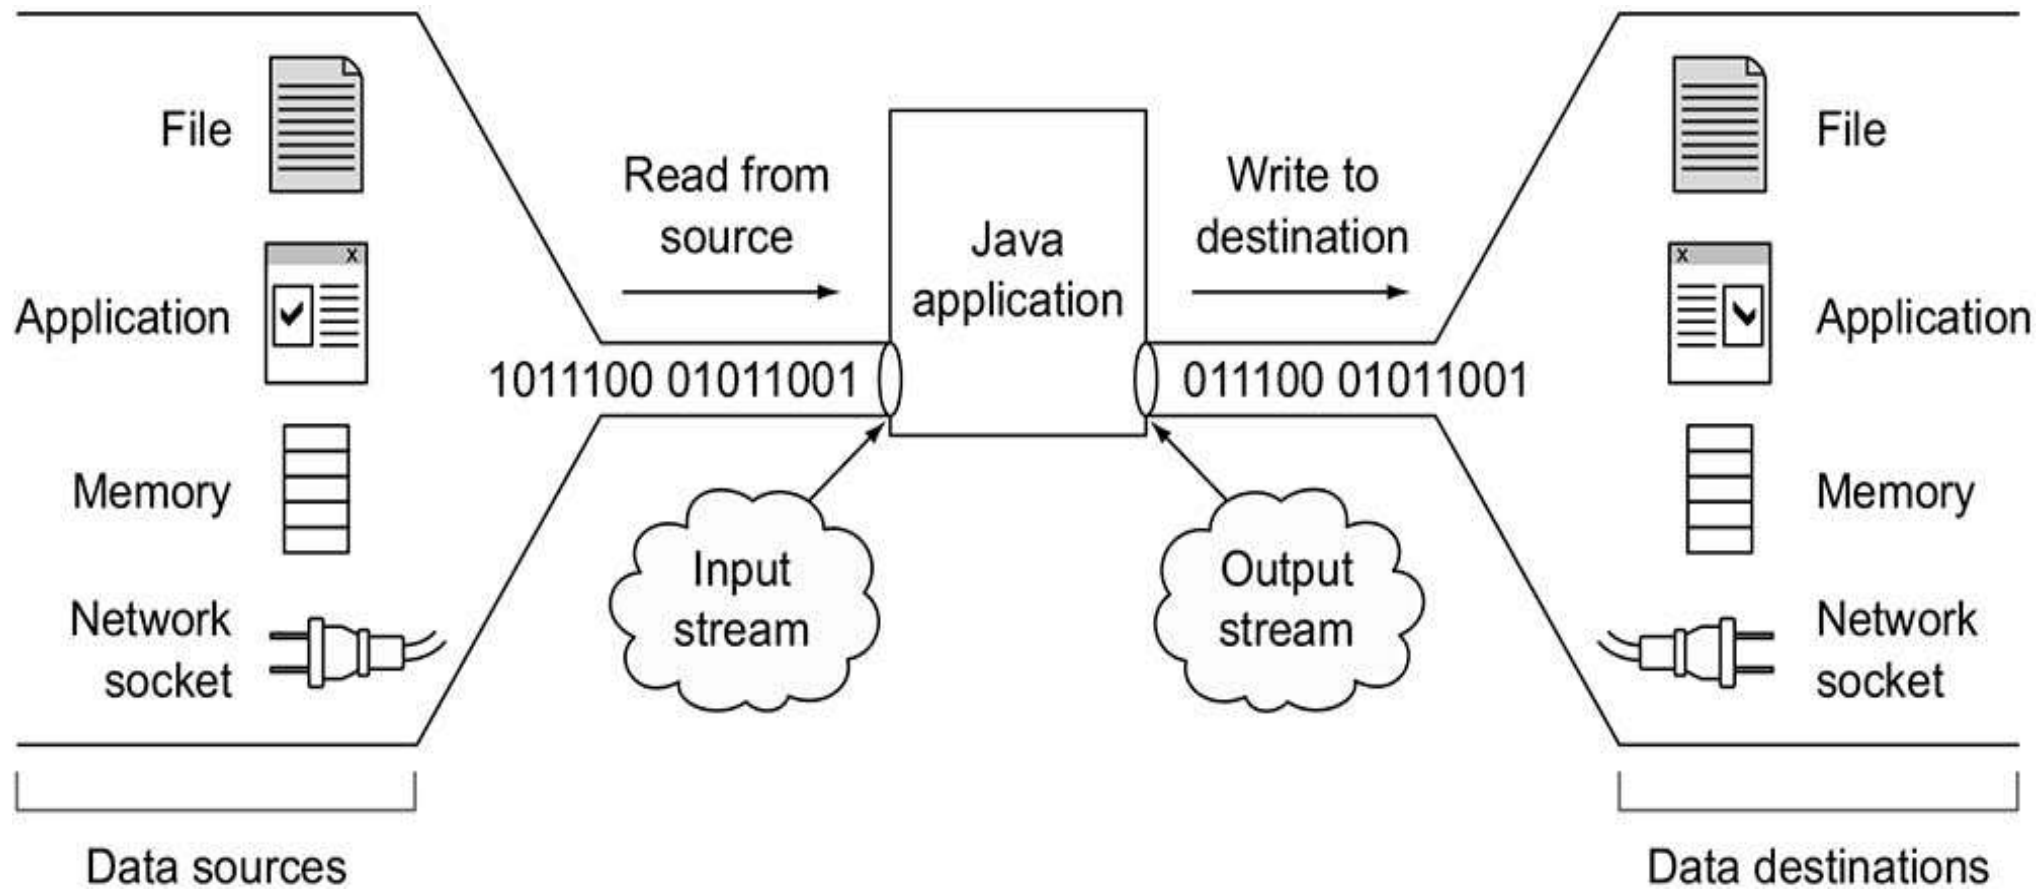 File
Application
Memory
Network
socket
Data sources
Read from
source
1011100 01011001
Input
stream
Java
application
Write to
destination
011100 01011001
Output
stream
File
Application
Memory
Network
socket
Data destinations
X
X